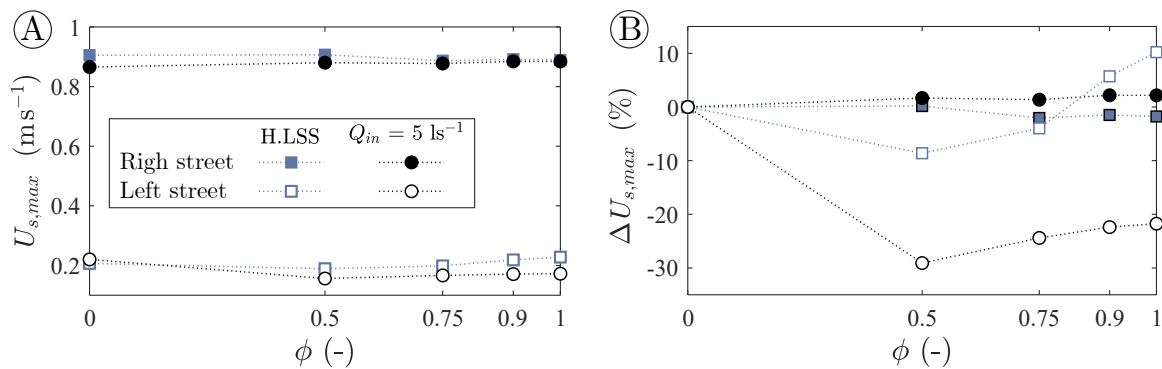 A
1
0.8
0.6
0.4
0.2
U_{s,max} (m s^{-1})
H.LSS Q_{in} = 5 ls^{-1}
Righ street
Left street
0 0.5 0.75 0.9 1
ϕ (-)
B
10
0
-10
-20
-30
ΔU_{s,max} (%)
0 0.5 0.75 0.9 1
ϕ (-)